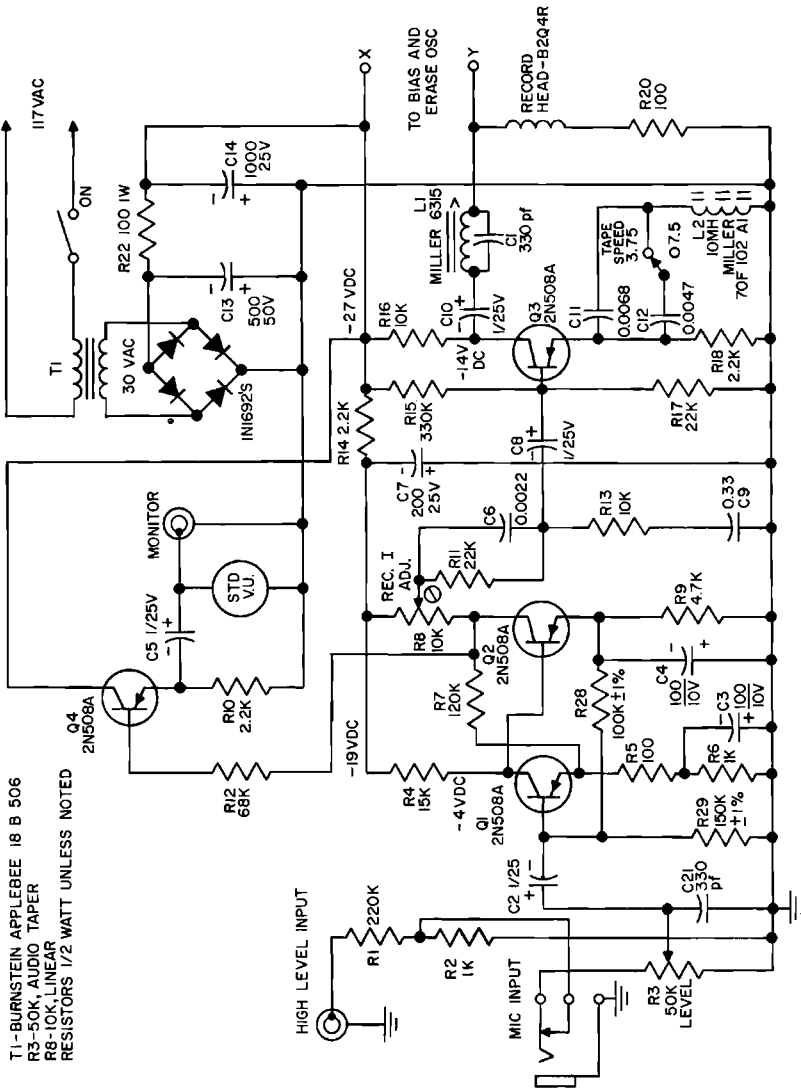 T1-BURNSTEIN APPLEBEE 18 B 506
R3-50K, AUDIO TAPER
R8-10K, LINEAR
RESISTORS 1/2 WATT UNLESS NOTED
117VAC
ON
T1
30 VAC
1N1692'S
R22 100 1W
C13
500
50V
C14
1000
25V
X
TO BIAS AND
ERASE OSC
Y
RECORD
HEAD-B2Q4R
R20
100
MONITOR
STD
V.U.
C5 1/25V
Q4
2N508A
R10
2.2K
R12
68K
-27 VDC
-19VDC
R14 2.2K
R16
10K
R15
330K
-14V
DC
C10
1/25V
MILLER 6315
L1
C1
330 pf
Q3
2N508A
C11
0.0068
C12
0.0047
TAPE
SPEED
3.75
7.5
L2
10MH
MILLER
70F 102 A1
R18
2.2K
R17
22K
C8
1/25V
C7
200
25V
C6
0.0022
R13
10K
0.33
C9
REC. I
ADJ.
R11
22K
R8
10K
Q2
2N508A
R7
120K
R9
4.7K
C4
100
10V
R28
100K ±1%
C3
100
10V
R4
15K
-4VDC
Q1
2N508A
R5
100
R6
1K
R29
150K
±1%
C2 1/25
C21
330
pf
HIGH LEVEL INPUT
R1
220K
R2
1K
MIC INPUT
R3
50K
LEVEL